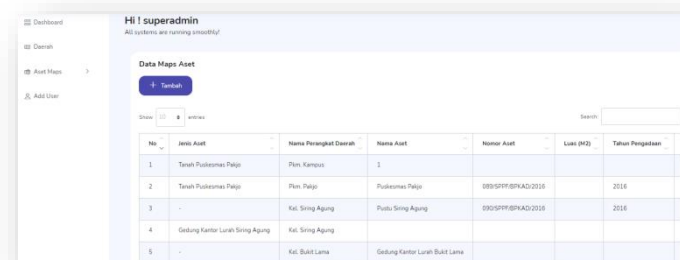 Dashboard
Hi ! superadmin
All systems are running smoothly!
Daerah
Aset Maps
Add User
Data Maps Aset
+ Tambah
Show 10 entries
Search:
No Jenis Aset Nama Perangkat Daerah Nama Aset Nomor Aset Luas (M2) Tahun Pengadaan
1 Tanah Puskesmas Pakjo Pkm. Kampus 1
2 Tanah Puskesmas Pakjo Pkm. Pakjo Puskesmas Pakjo 089/SPPF/BPKAD/2016 2016
3 - Kel. Siring Agung Pustu Siring Agung 090/SPPF/BPKAD/2016 2016
4 Gedung Kantor Lurah Siring Agung Kel. Siring Agung
5 - Kel. Bukit Lama Gedung Kantor Lurah Bukit Lama